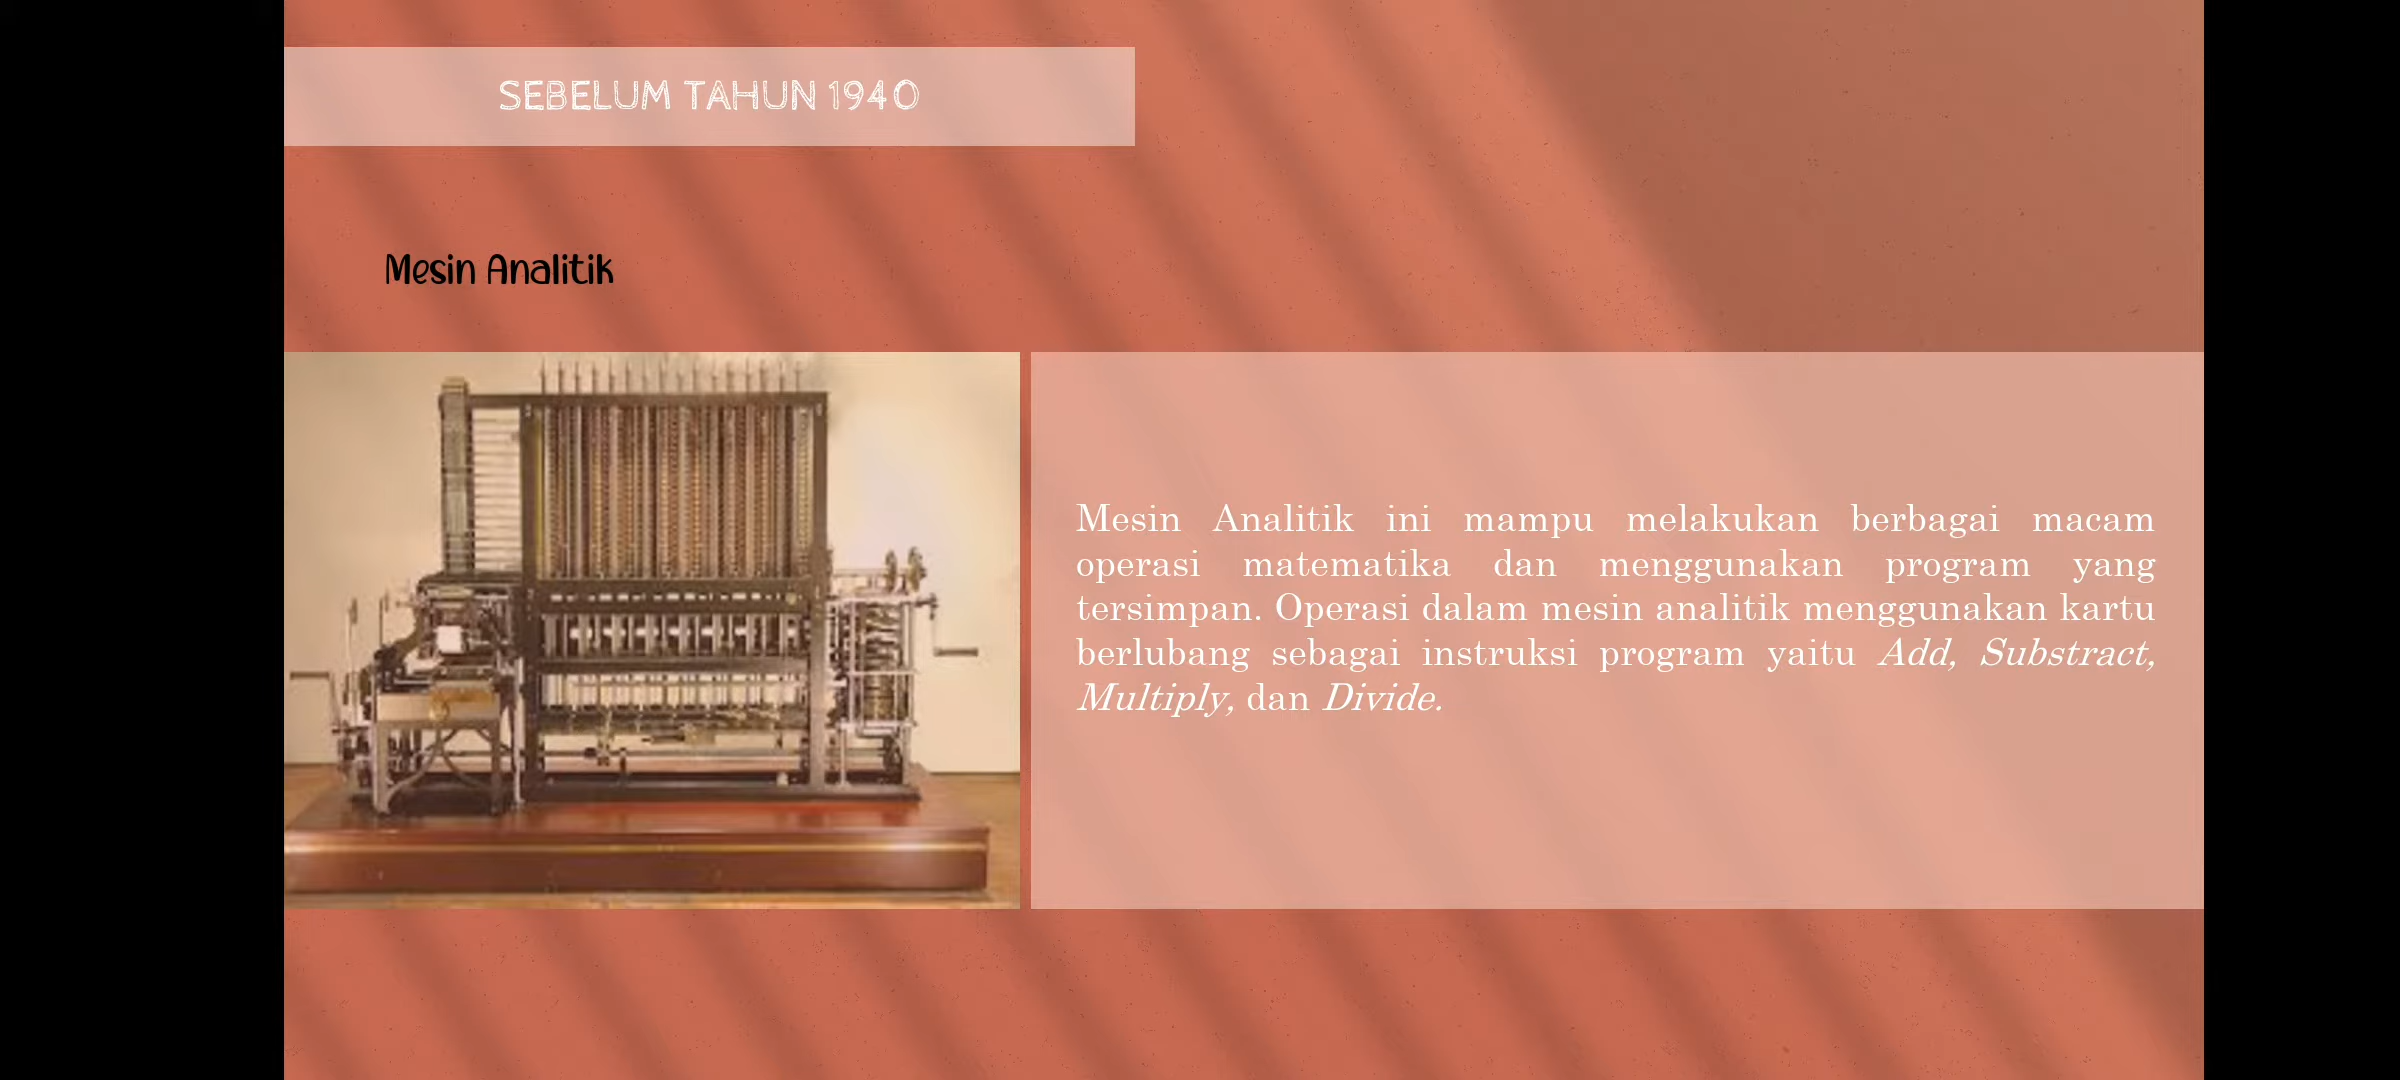 SEBELUM TAHUN 1940
Mesin Analitik
Mesin Analitik ini mampu melakukan berbagai macam
operasi matematika dan menggunakan program yang
tersimpan. Operasi dalam mesin analitik menggunakan kartu
berlubang sebagai instruksi program yaitu Add, Substract,
Multiply, dan Divide.